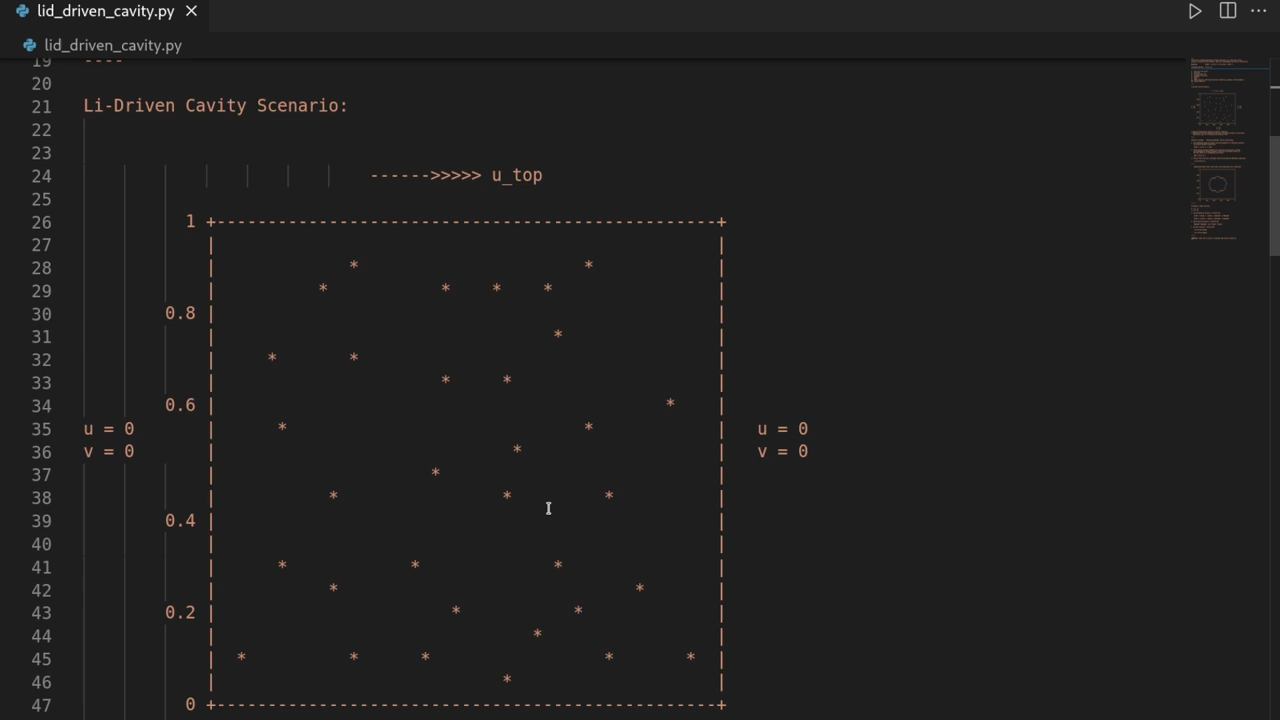 lid_driven_cavity.py
lid_driven_cavity.py
19 ----
20
21 Li-Driven Cavity Scenario:
22
23
24                             ------>>>>> u_top
25
26           1 +--------------------------------------------------+
27             |                                                  |
28             |             *                      *             |
29             |          *           *    *    *                 |
30         0.8 |                                                  |
31             |                                 *                |
32             |     *       *                                    |
33             |                      *     *                     |
34         0.6 |                                            *     |
35 u = 0       |      *                             *             |   u = 0
36 v = 0       |                             *                    |   v = 0
37             |                     *                            |
38             |           *                *         *           |
39         0.4 |                                                  |
40             |                                                  |
41             |      *            *             *                |
42             |           *                             *        |
43         0.2 |                       *           *              |
44             |                               *                  |
45             |  *          *      *                 *       *   |
46             |                            *                     |
47           0 +--------------------------------------------------+